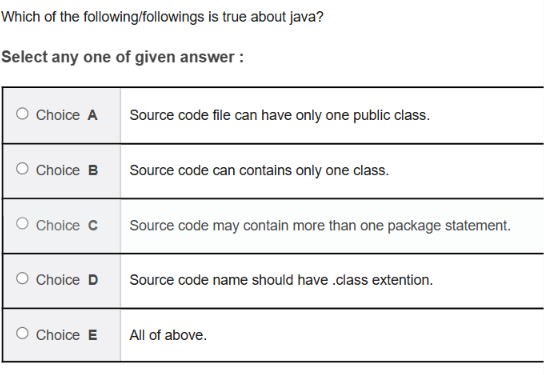 Which of the following/followings is true about java?
Select any one of given answer :
Choice A Source code file can have only one public class.
Choice B Source code can contains only one class.
Choice C Source code may contain more than one package statement.
Choice D Source code name should have .class extention.
Choice E All of above.